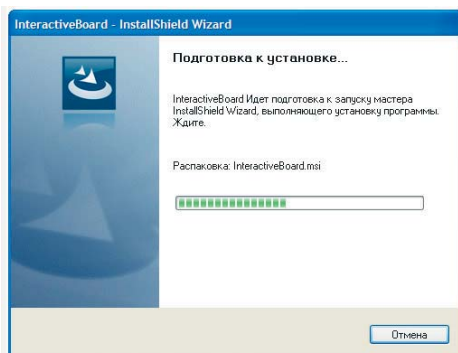 InteractiveBoard - InstallShield Wizard
Подготовка к установке...
InteractiveBoard Идет подготовка к запуску мастера
InstallShield Wizard, выполняющего установку программы.
Ждите.
Распаковка: InteractiveBoard.msi
Отмена